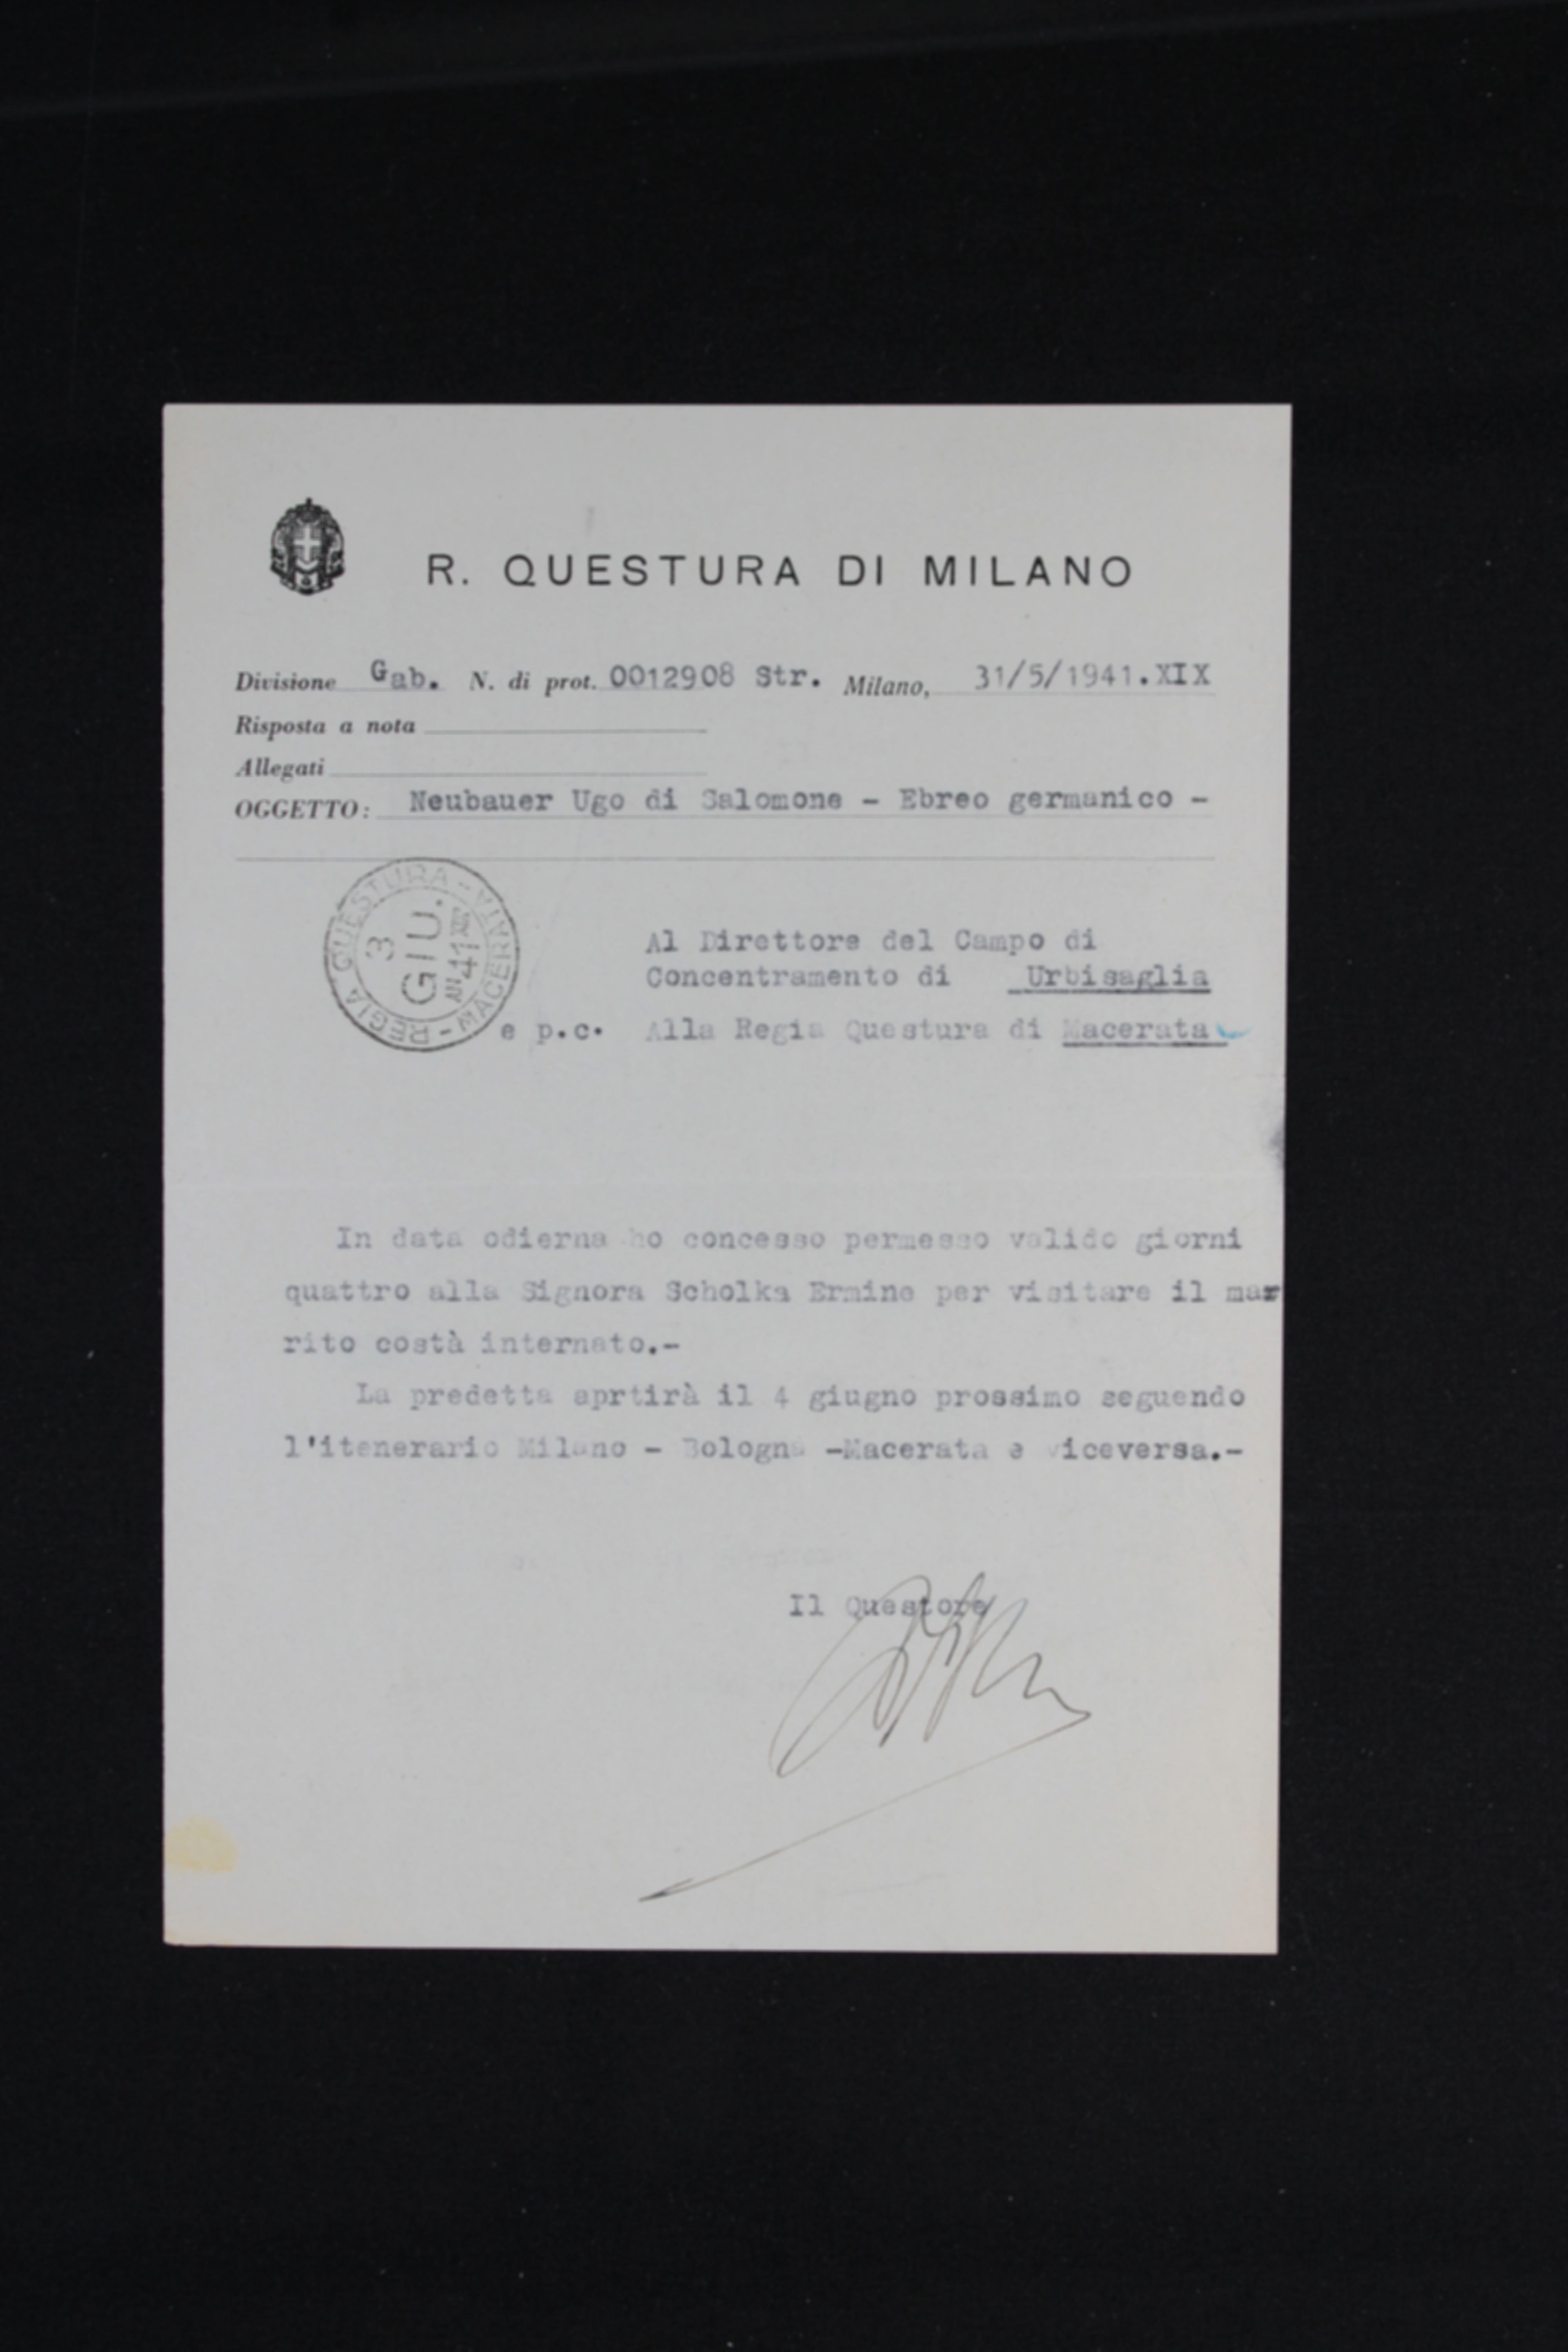 R. QUESTURA DI MILANO
Divisione Gab. N. di prot. 0012908 Str. Milano, 31/5/1941.XIX
Risposta a nota
Allegati
OGGETTO: Neubauer Ugo di Salomone - Ebreo germanico -
REGIA QUESTURA - MACERATA -
3
GIU.
41
Al Direttore del Campo di
Concentramento di Urbisaglia
e p.c. Alla Regia Questura di Macerata
In data odierna ho concesso permesso valido giorni
quattro alla Signora Scholka Ermine per visitare il mar
rito costà internato.-
La predetta aprtirà il 4 giugno prossimo seguendo
l'itenerario Milano - Bologna -Macerata e viceversa.-
Il Questore